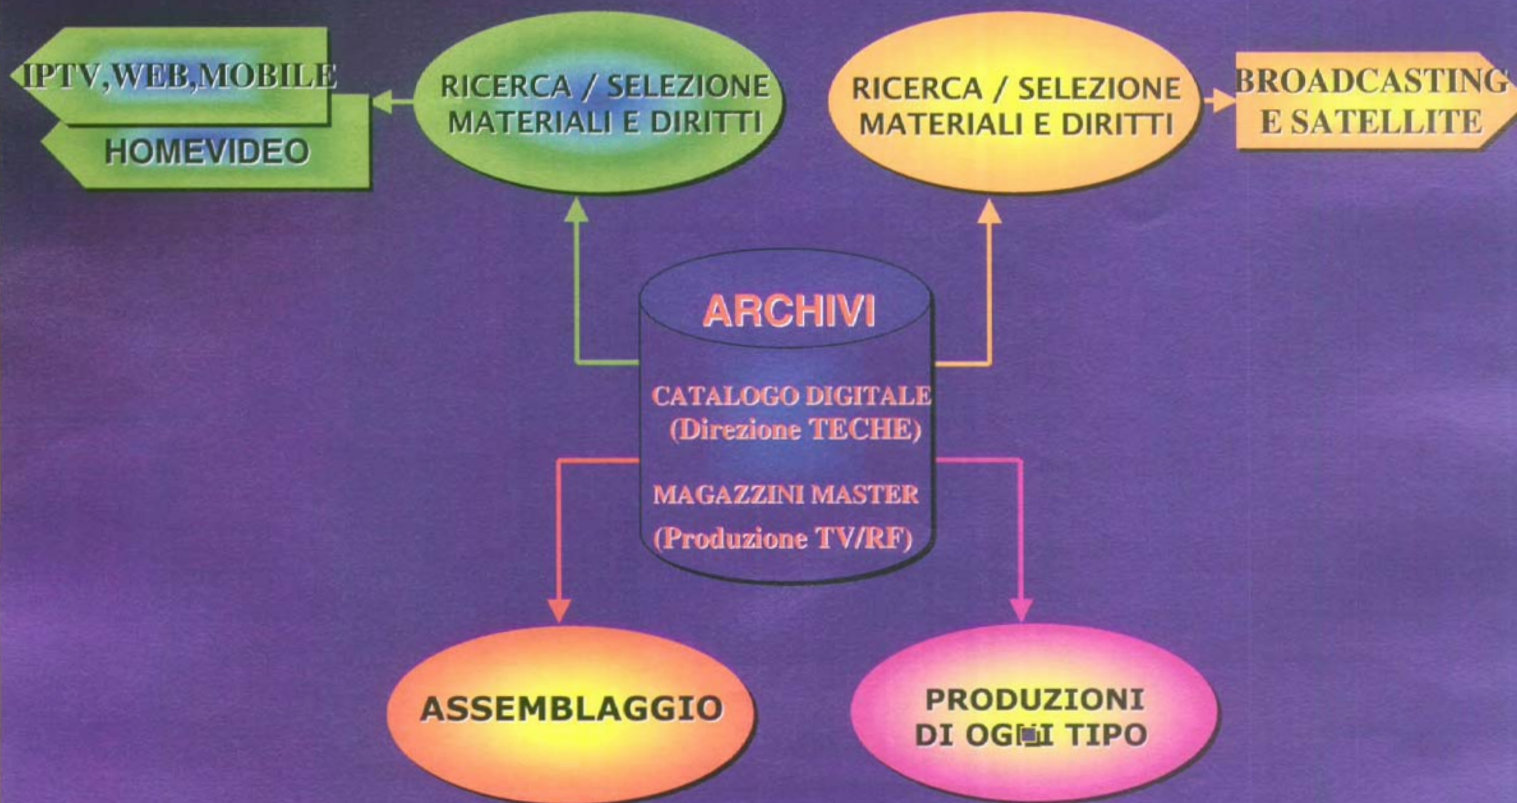 IPTV,WEB,MOBILE
HOMEVIDEO
RICERCA / SELEZIONE
MATERIALI E DIRITTI
RICERCA / SELEZIONE
MATERIALI E DIRITTI
BROADCASTING
E SATELLITE
ARCHIVI
CATALOGO DIGITALE
(Direzione TECHE)
MAGAZZINI MASTER
(Produzione TV/RF)
ASSEMBLAGGIO
PRODUZIONI
DI OGNI TIPO